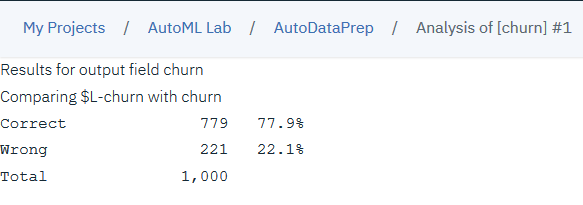 My Projects / AutoML Lab / AutoDataPrep / Analysis of [churn] #1
Results for output field churn
Comparing $L-churn with churn
Correct 779 77.9%
Wrong 221 22.1%
Total 1,000